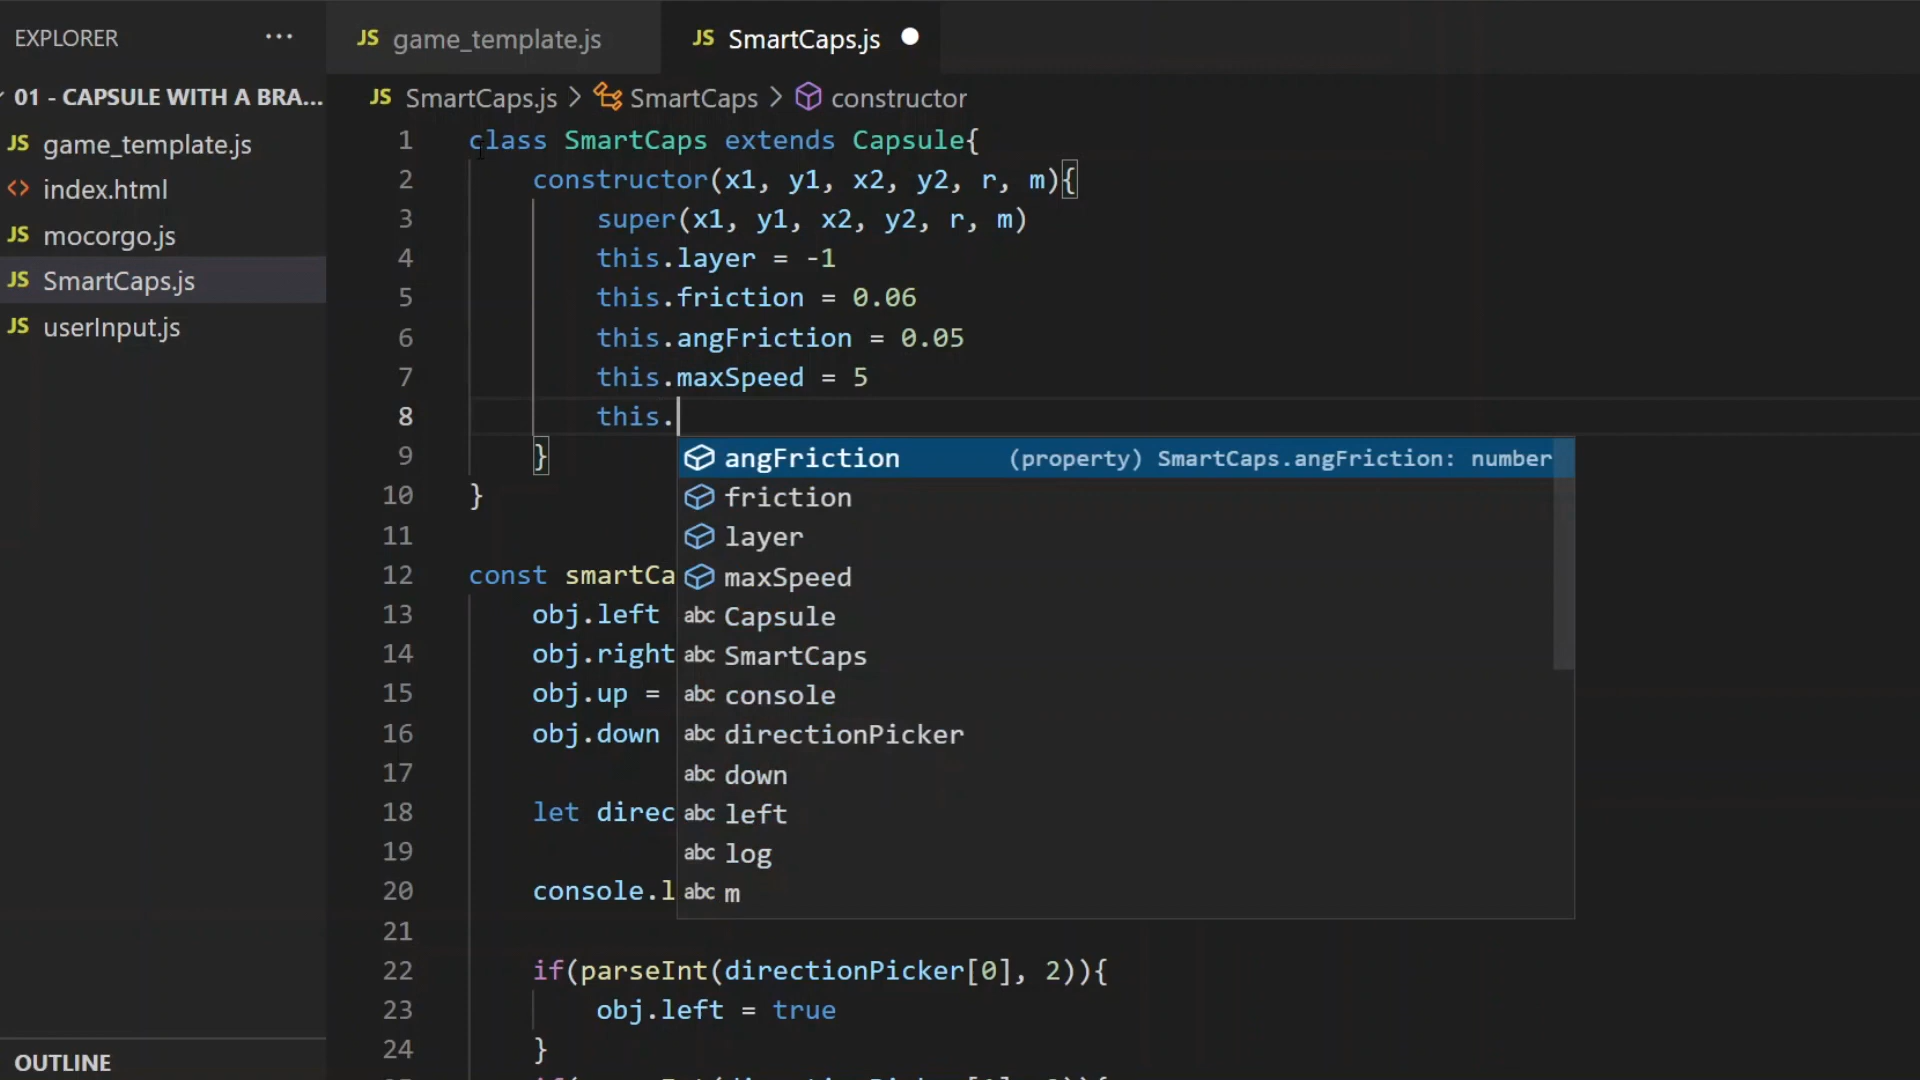 EXPLORER ...
JS game_template.js
JS SmartCaps.js
01 - CAPSULE WITH A BRA...
JS game_template.js
<> index.html
JS mocorgo.js
JS SmartCaps.js
JS userInput.js
OUTLINE
JS SmartCaps.js > SmartCaps > constructor
1 class SmartCaps extends Capsule{
2 constructor(x1, y1, x2, y2, r, m){
3 super(x1, y1, x2, y2, r, m)
4 this.layer = -1
5 this.friction = 0.06
6 this.angFriction = 0.05
7 this.maxSpeed = 5
8 this.
9 }
10 }
11
12 const smartCa
13 obj.left
14 obj.right
15 obj.up =
16 obj.down
17
18 let direc
19
20 console.l
21
22 if(parseInt(directionPicker[0], 2)){
23 obj.left = true
24 }
angFriction (property) SmartCaps.angFriction: number
friction
layer
maxSpeed
abc Capsule
abc SmartCaps
abc console
abc directionPicker
abc down
abc left
abc log
abc m